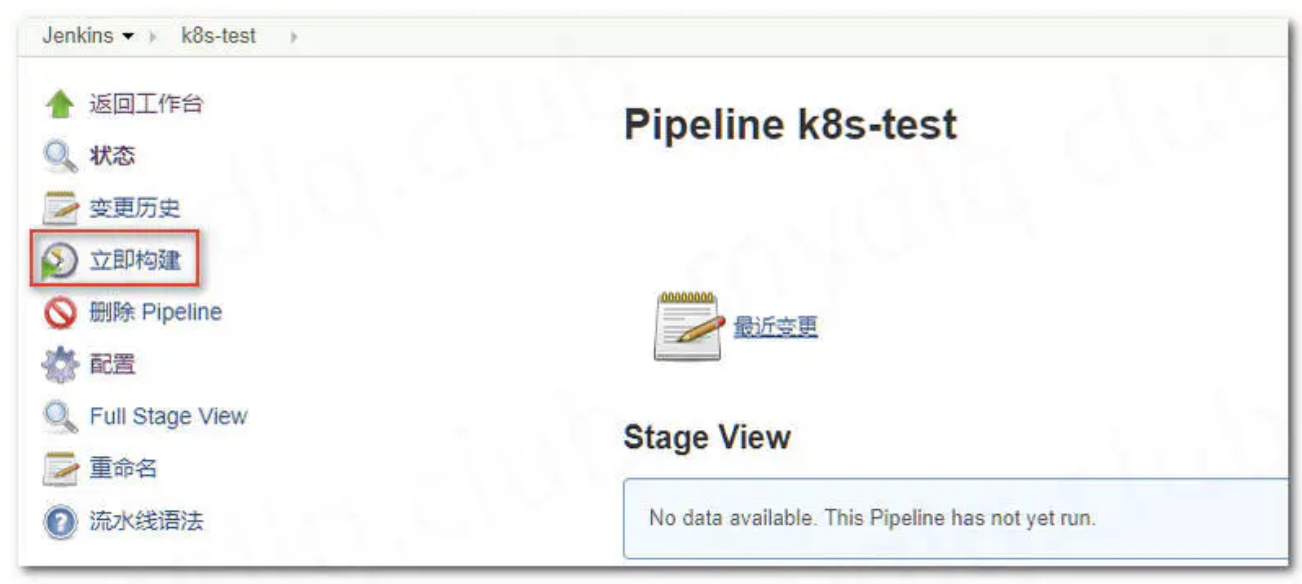 Jenkins k8s-test
返回工作台
状态
变更历史
立即构建
删除 Pipeline
配置
Full Stage View
重命名
流水线语法
Pipeline k8s-test
最近变更
Stage View
No data available. This Pipeline has not yet run.
mydlq.club